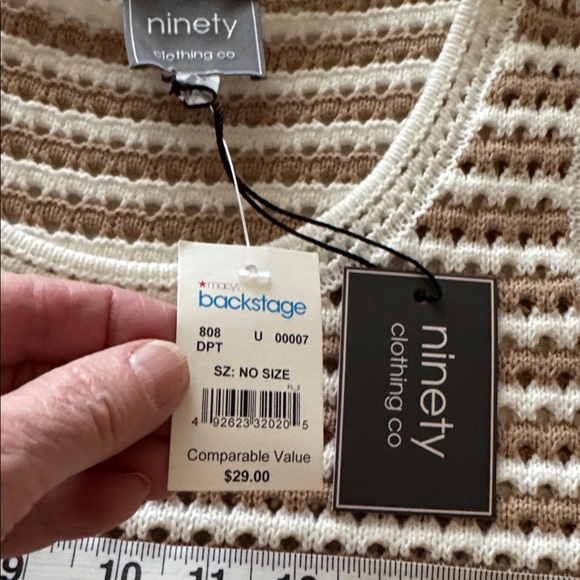 ninety
clothing co
macy's
backstage
808 U 00007
DPT
SZ: NO SIZE
4 92623 32020 5
Comparable Value
$29.00
ninety
clothing co
9 10 11